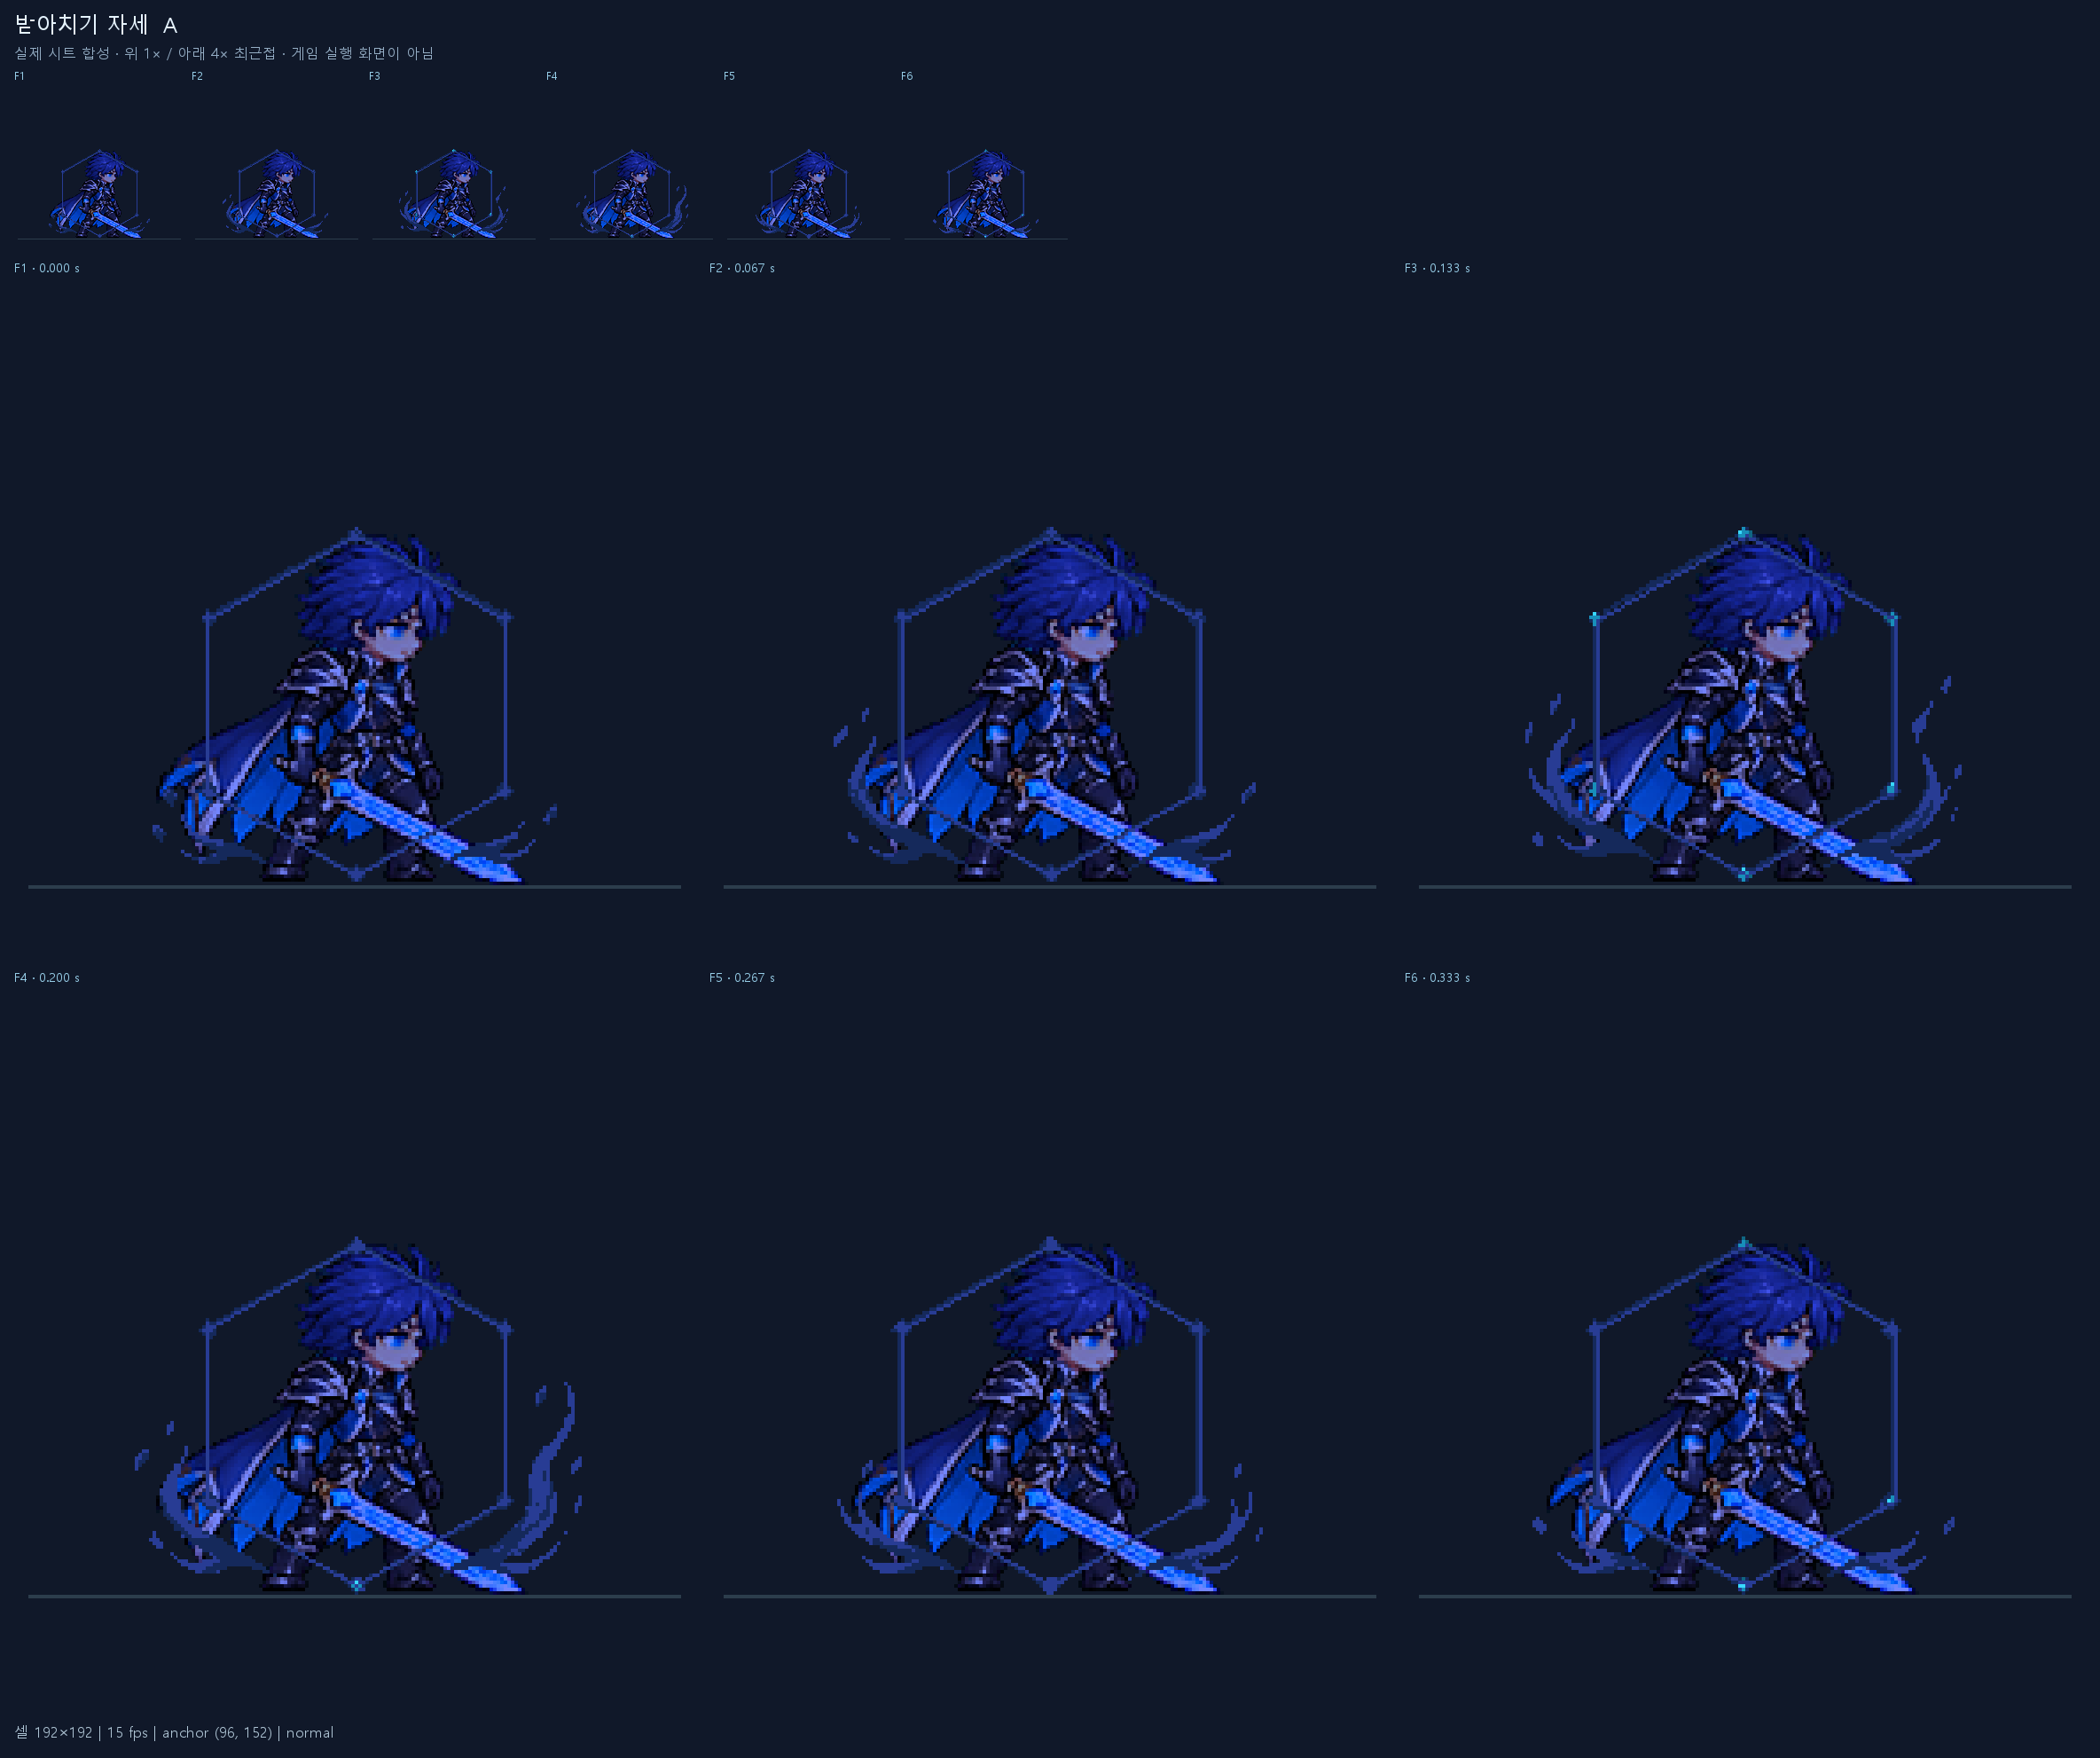 받아치기 자세 A
실제 시트 합성 · 위 1× / 아래 4× 최근접 · 게임 실행 화면이 아님
F1 F2 F3 F4 F5 F6
F1 · 0.000 s F2 · 0.067 s F3 · 0.133 s
F4 · 0.200 s F5 · 0.267 s F6 · 0.333 s
셀 192×192 | 15 fps | anchor (96, 152) | normal